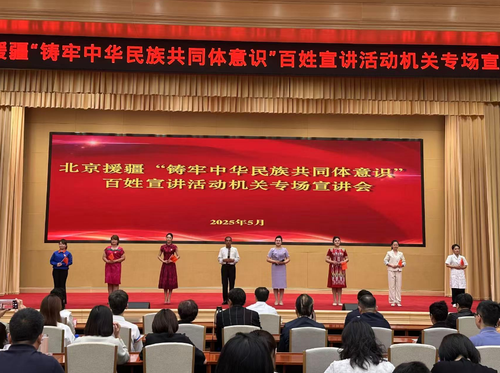 援疆“铸牢中华民族共同体意识”百姓宣讲活动机关专场宣
北京援疆 “铸牢中华民族共同体意识”
百姓宣讲活动机关专场宣讲会
2025年5月